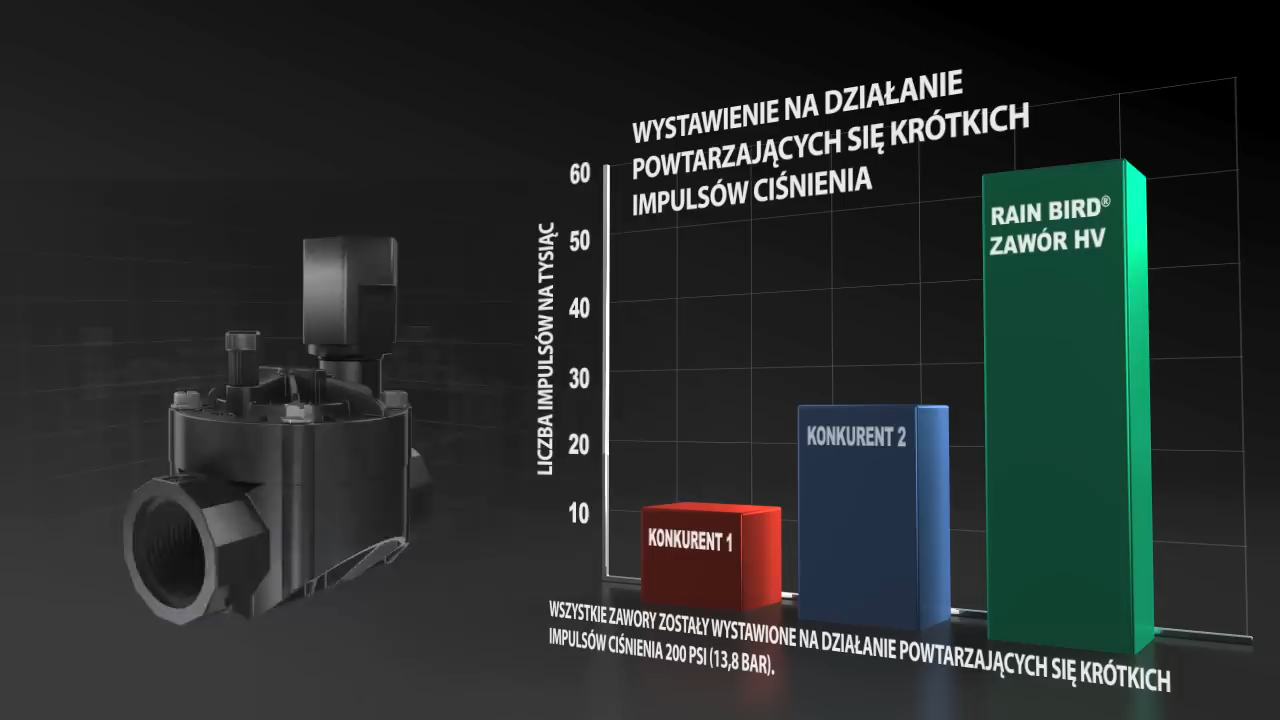 WYSTAWIENIE NA DZIAŁANIE
POWTARZAJĄCYCH SIĘ KRÓTKICH
IMPULSÓW CIŚNIENIA
LICZBA IMPULSÓW NA TYSIĄC
60
50
40
30
20
10
KONKURENT 1
KONKURENT 2
RAIN BIRD®
ZAWÓR HV
WSZYSTKIE ZAWORY ZOSTAŁY WYSTAWIONE NA DZIAŁANIE POWTARZAJĄCYCH SIĘ KRÓTKICH
IMPULSÓW CIŚNIENIA 200 PSI (13,8 BAR).